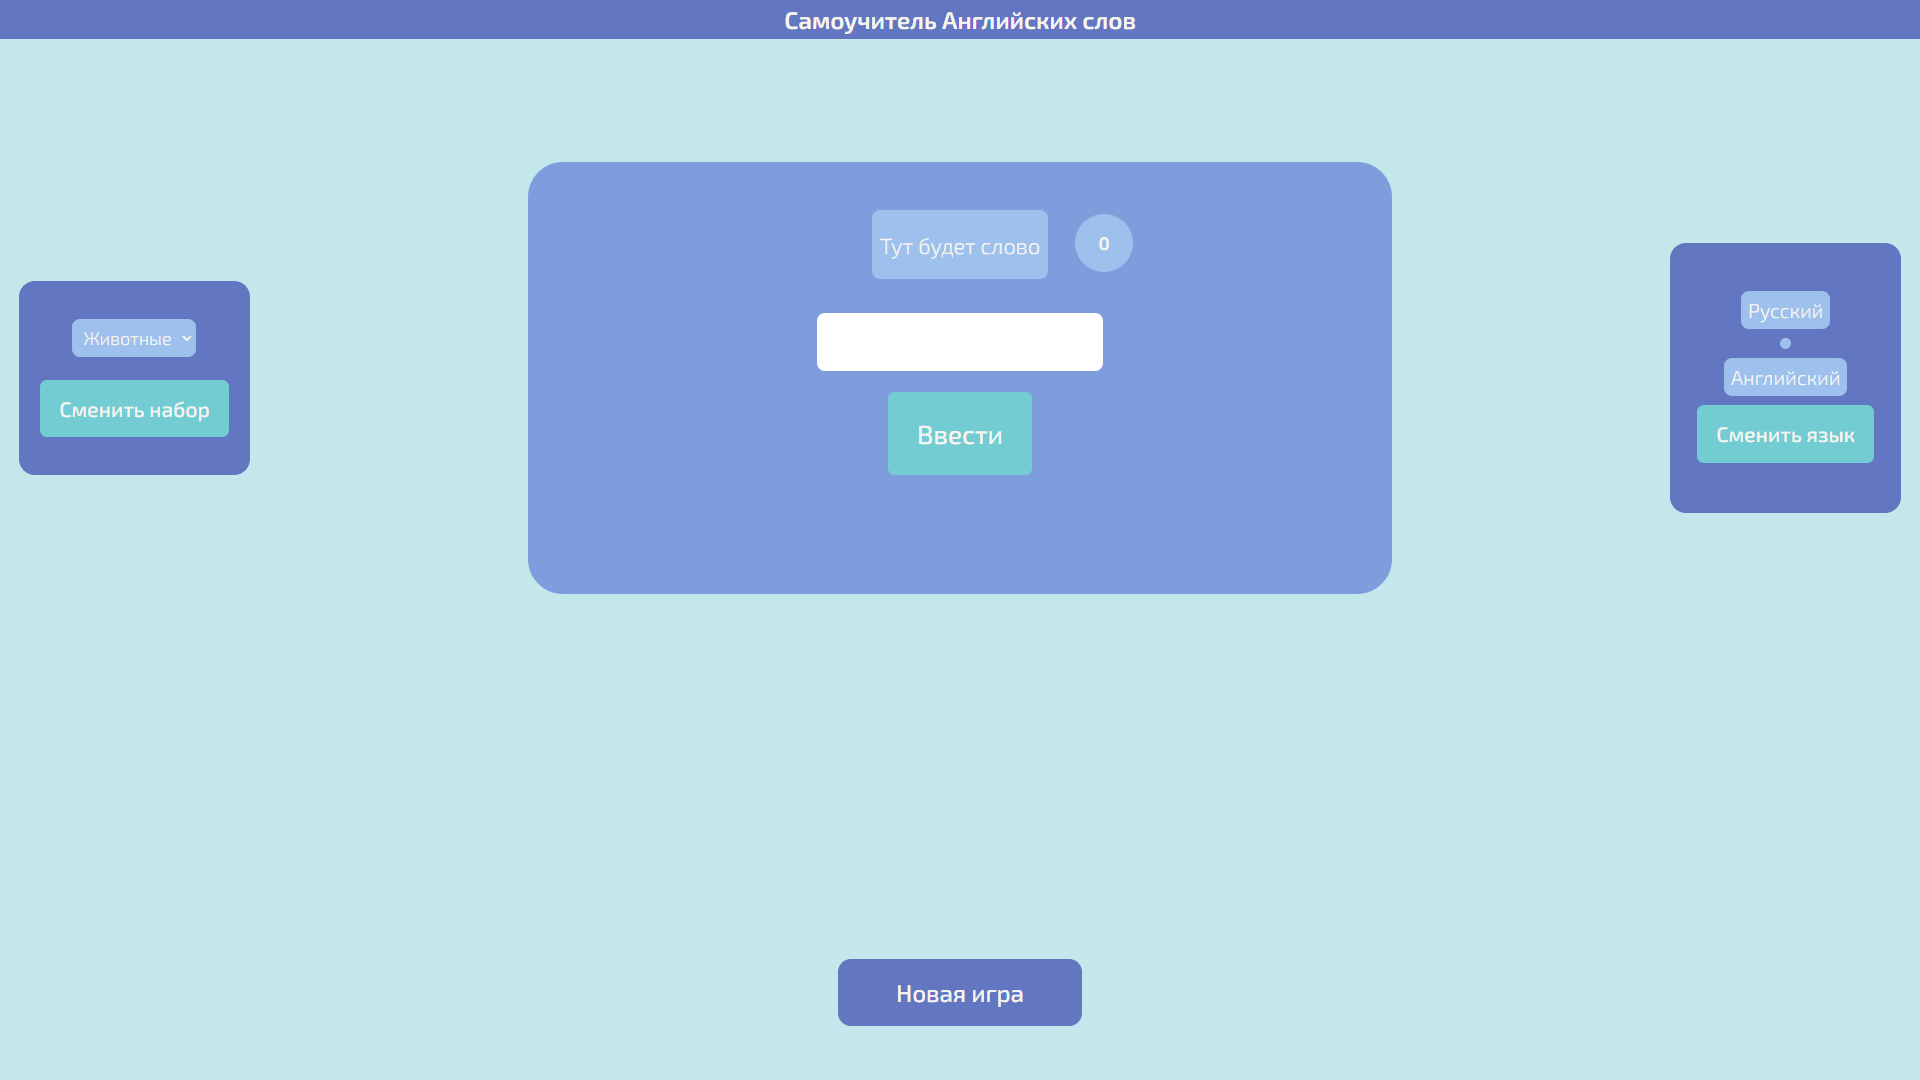 Самоучитель Английских слов
Тут будет слово
0
Животные
Сменить набор
Ввести
Русский
Английский
Сменить язык
Новая игра